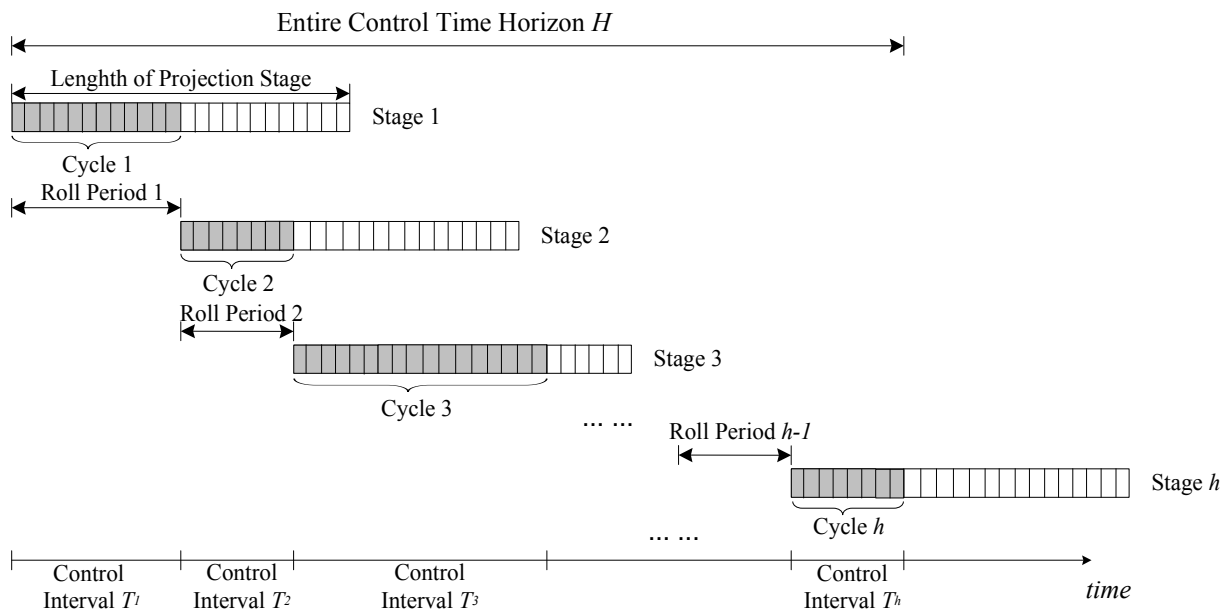 Entire Control Time Horizon H
Lenghth of Projection Stage
Stage 1
Cycle 1
Roll Period 1
Stage 2
Cycle 2
Roll Period 2
Stage 3
Cycle 3
... ...
Roll Period h-1
Stage h
Cycle h
... ...
Control Control Control Control
Interval T1 Interval T2 Interval T3 Interval Th
time